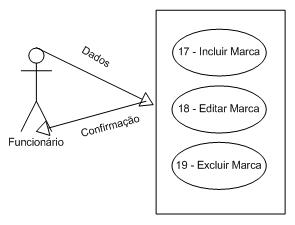 Dados
17 - Incluir Marca
18 - Editar Marca
Confirmação
Funcionário
19 - Excluir Marca